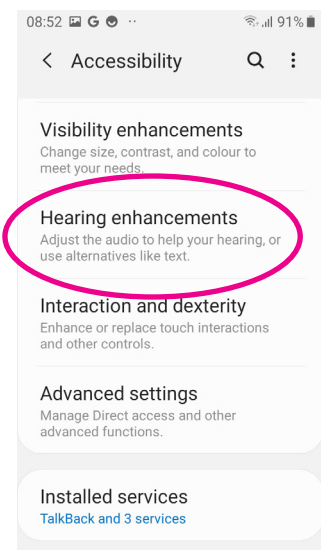 08:52 G 91%
Accessibility
Visibility enhancements
Change size, contrast, and colour to
meet your needs.
Hearing enhancements
Adjust the audio to help your hearing, or
use alternatives like text.
Interaction and dexterity
Enhance or replace touch interactions
and other controls.
Advanced settings
Manage Direct access and other
advanced functions.
Installed services
TalkBack and 3 services